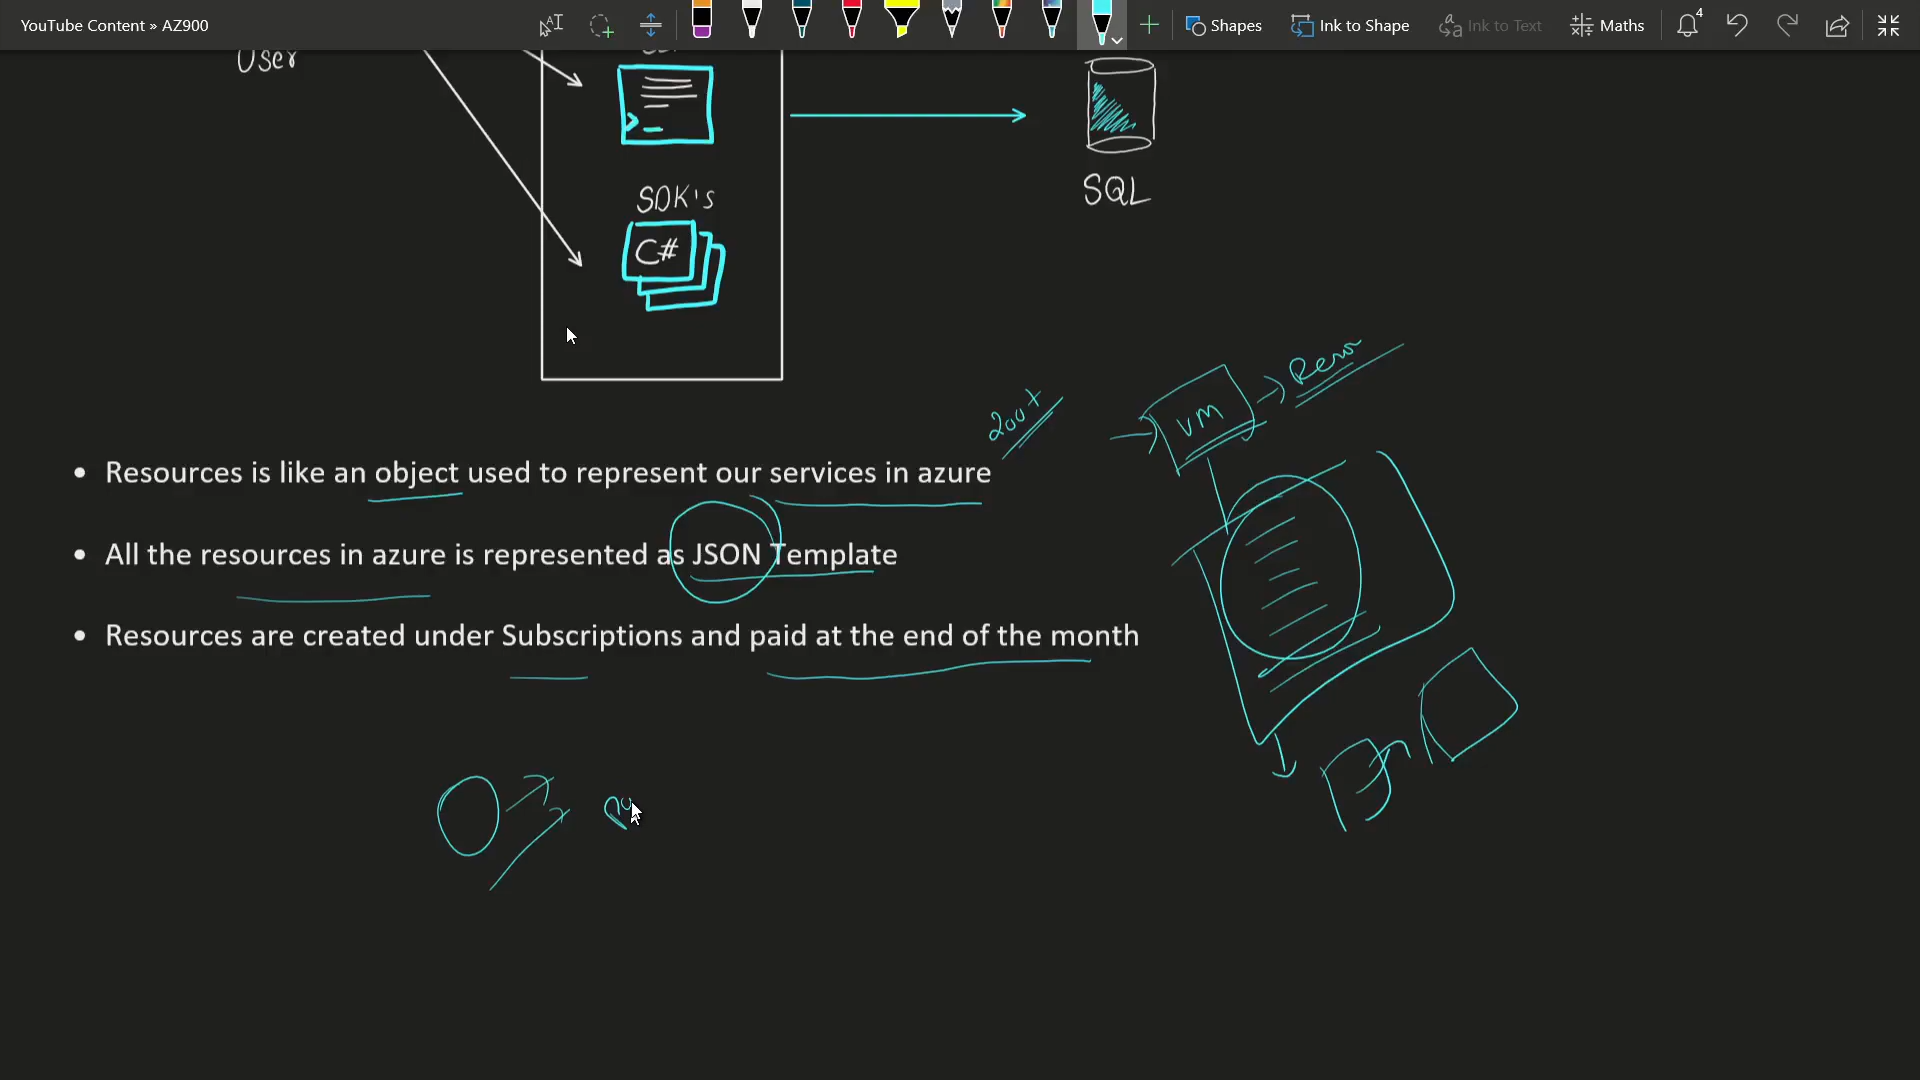 YouTube Content » AZ900
Shapes
Ink to Shape
Ink to Text
Maths
4
User
SDK's
C#
SQL
VM
200+
• Resources is like an object used to represent our services in azure
• All the resources in azure is represented as JSON Template
• Resources are created under Subscriptions and paid at the end of the month